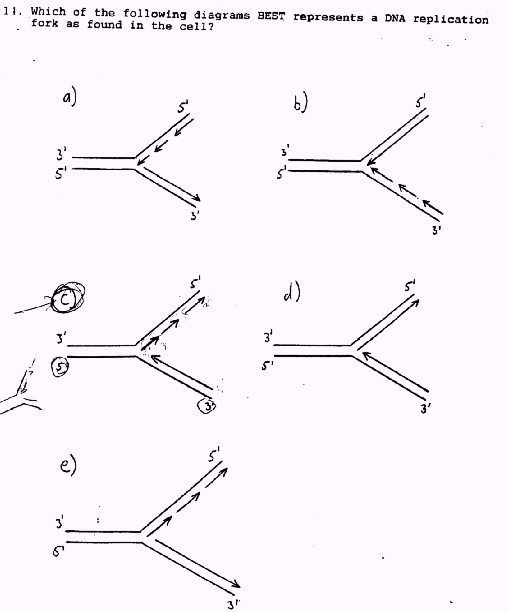 11. Which of the following diagrams BEST represents a DNA replication
fork as found in the cell?
a)
5'
3'
5'
3'
b)
5'
3'
5'
3'
C
5'
3'
5
3'
d)
5'
3'
5'
3'
e)
5'
3'
5'
3'